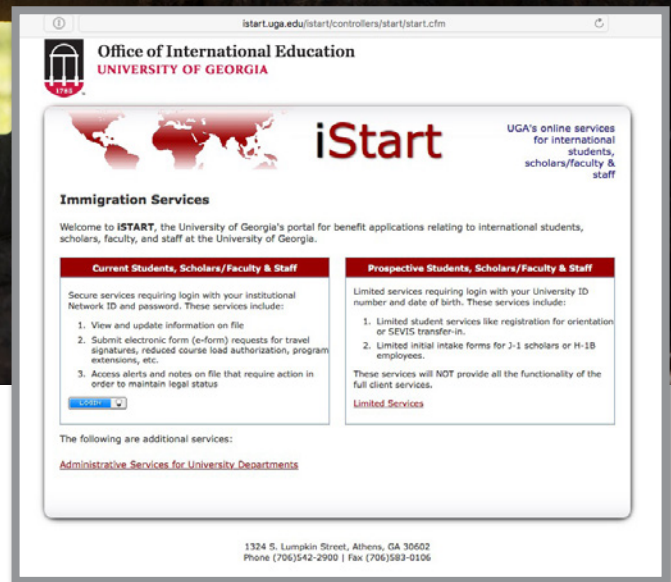 istart.uga.edu/istart/controllers/start/start.cfm
Office of International Education
UNIVERSITY OF GEORGIA
1785
iStart
UGA's online services
for international
students,
scholars/faculty &
staff
Immigration Services
Welcome to iSTART, the University of Georgia's portal for benefit applications relating to international students,
scholars, faculty, and staff at the University of Georgia.
Current Students, Scholars/Faculty & Staff
Secure services requiring login with your institutional
Network ID and password. These services include:
1. View and update information on file
2. Submit electronic form (e-form) requests for travel
signatures, reduced course load authorization, program
extensions, etc.
3. Access alerts and notes on file that require action in
order to maintain legal status
LOGIN
Prospective Students, Scholars/Faculty & Staff
Limited services requiring login with your University ID
number and date of birth. These services include:
1. Limited student services like registration for orientation
or SEVIS transfer-in.
2. Limited initial intake forms for J-1 scholars or H-1B
employees.
These services will NOT provide all the functionality of the
full client services.
Limited Services
The following are additional services:
Administrative Services for University Departments
1324 S. Lumpkin Street, Athens, GA 30602
Phone (706)542-2900 | Fax (706)583-0106